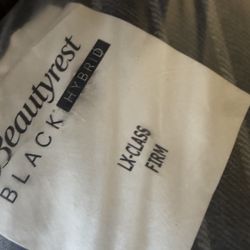 Beautyrest
BLACK® HYBRID
LX-CLASS
FIRM